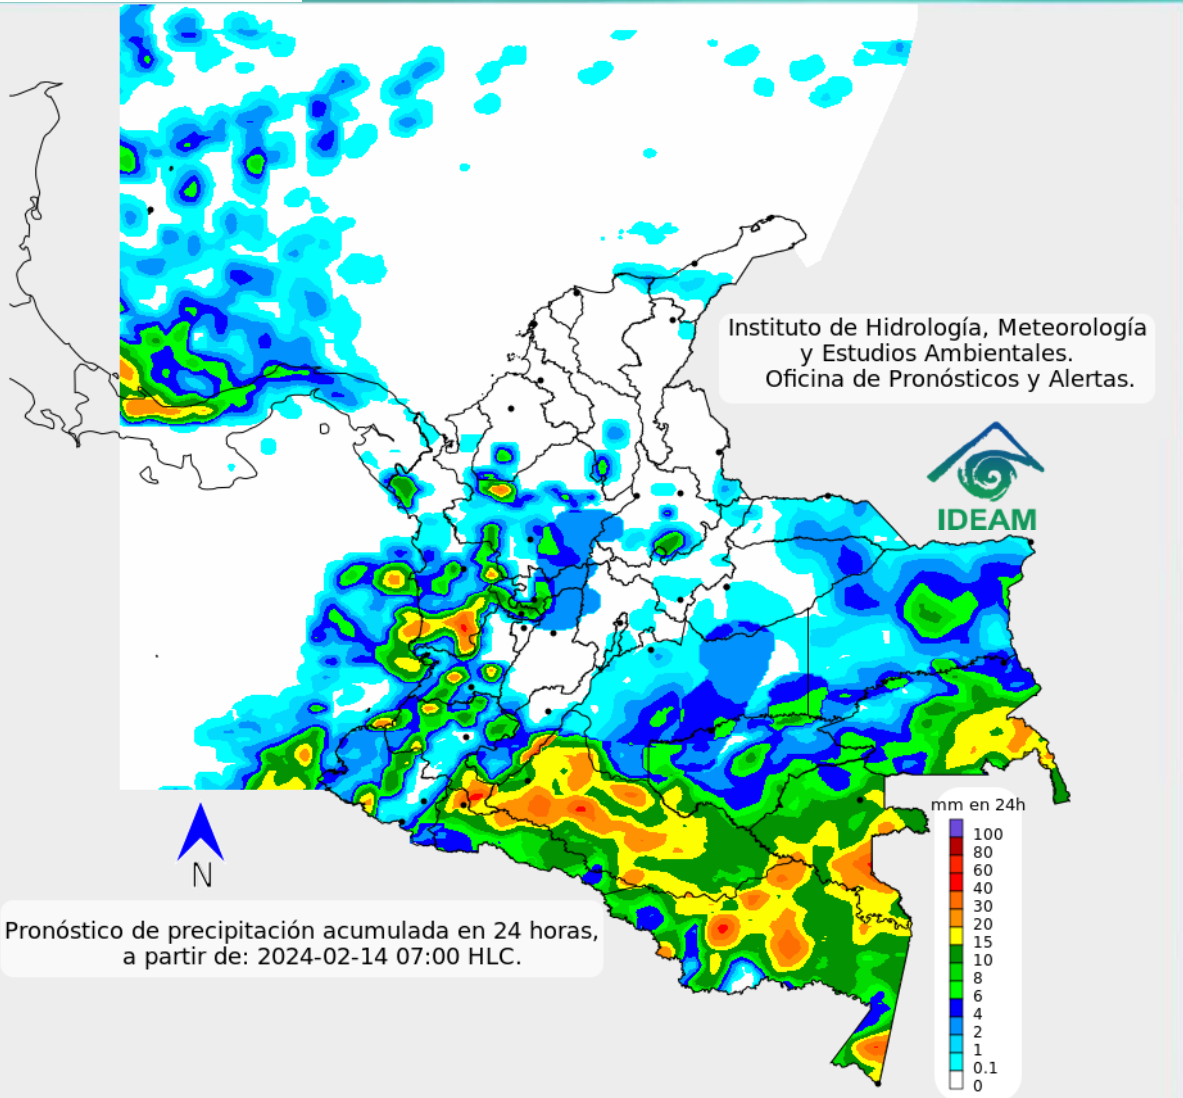 Instituto de Hidrología, Meteorología
y Estudios Ambientales.
Oficina de Pronósticos y Alertas.
IDEAM
mm en 24h
100
80
60
40
30
20
15
10
8
6
4
2
1
0.1
0
N
Pronóstico de precipitación acumulada en 24 horas,
a partir de: 2024-02-14 07:00 HLC.